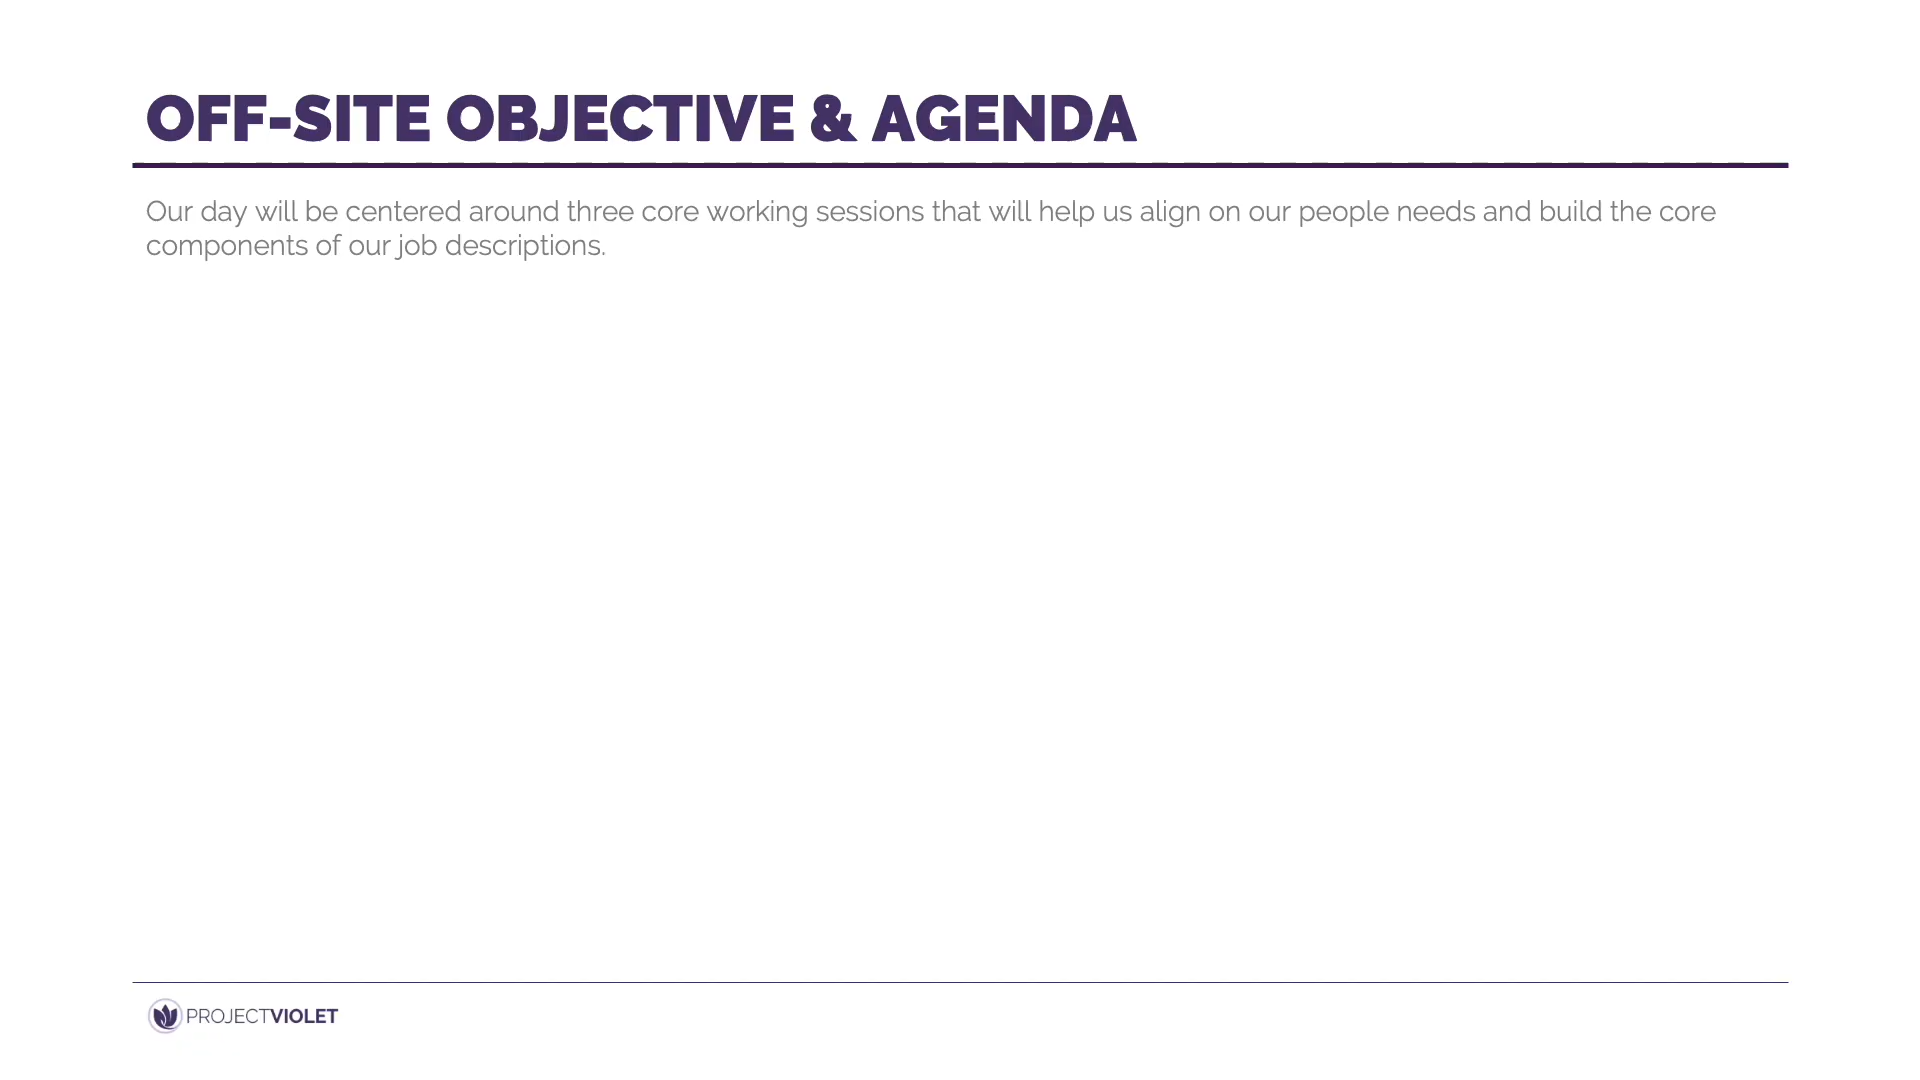 OFF-SITE OBJECTIVE & AGENDA
Our day will be centered around three core working sessions that will help us align on our people needs and build the core
components of our job descriptions.
PROJECTVIOLET